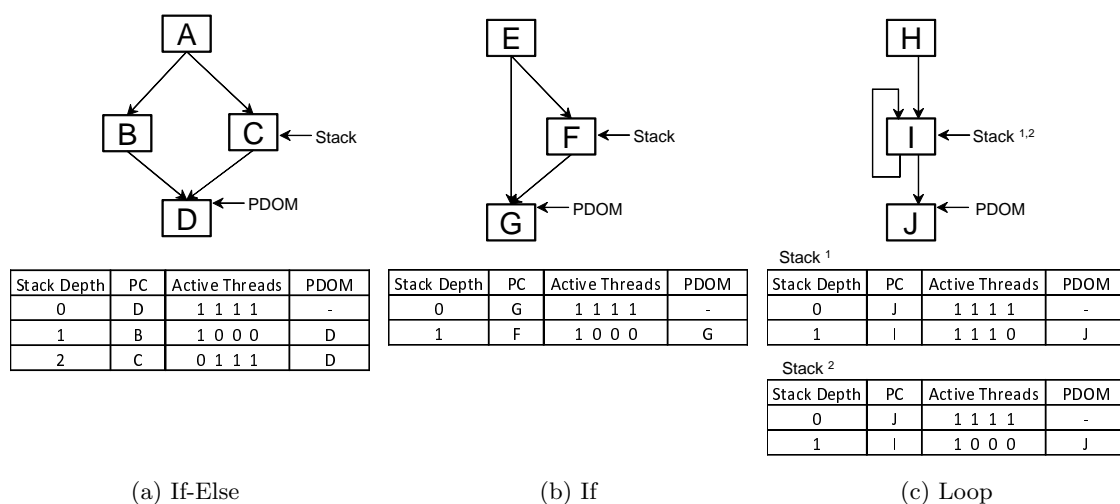 A
B
C
Stack
D
PDOM
Stack Depth PC Active Threads PDOM
0 D 1 1 1 1 -
1 B 1 0 0 0 D
2 C 0 1 1 1 D
(a) If-Else
E
F
Stack
G
PDOM
Stack Depth PC Active Threads PDOM
0 G 1 1 1 1 -
1 F 1 0 0 0 G
(b) If
H
I
Stack 1,2
J
PDOM
Stack 1
Stack Depth PC Active Threads PDOM
0 J 1 1 1 1 -
1 I 1 1 1 0 J
Stack 2
Stack Depth PC Active Threads PDOM
0 J 1 1 1 1 -
1 I 1 0 0 0 J
(c) Loop